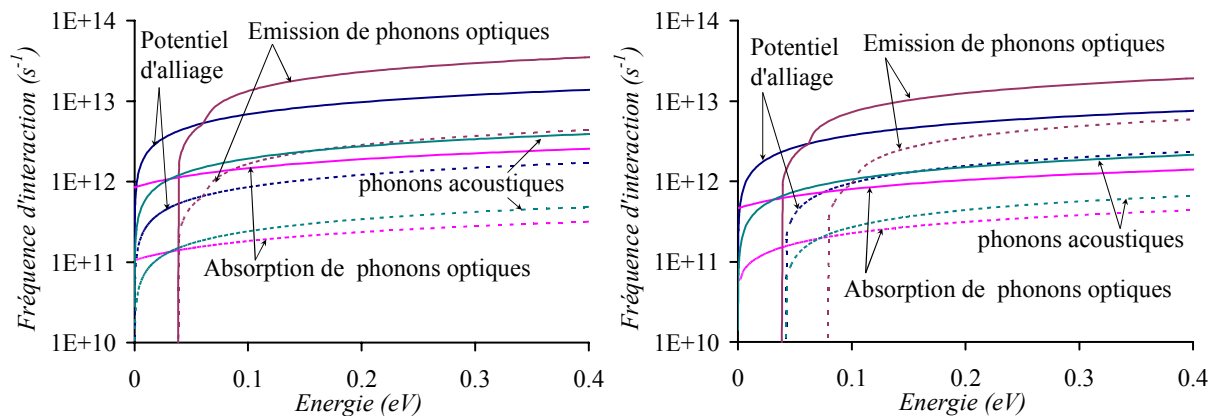 Fréquence d'interaction (s⁻¹)
1E+14
1E+13
1E+12
1E+11
1E+10
Potentiel
d'alliage
Emission de phonons optiques
phonons acoustiques
Absorption de phonons optiques
0
0.1
0.2
0.3
0.4
Energie (eV)
Fréquence d'interaction (s⁻¹)
1E+14
1E+13
1E+12
1E+11
1E+10
Potentiel
d'alliage
Emission de phonons optiques
phonons acoustiques
Absorption de phonons optiques
0
0.1
0.2
0.3
0.4
Energie (eV)